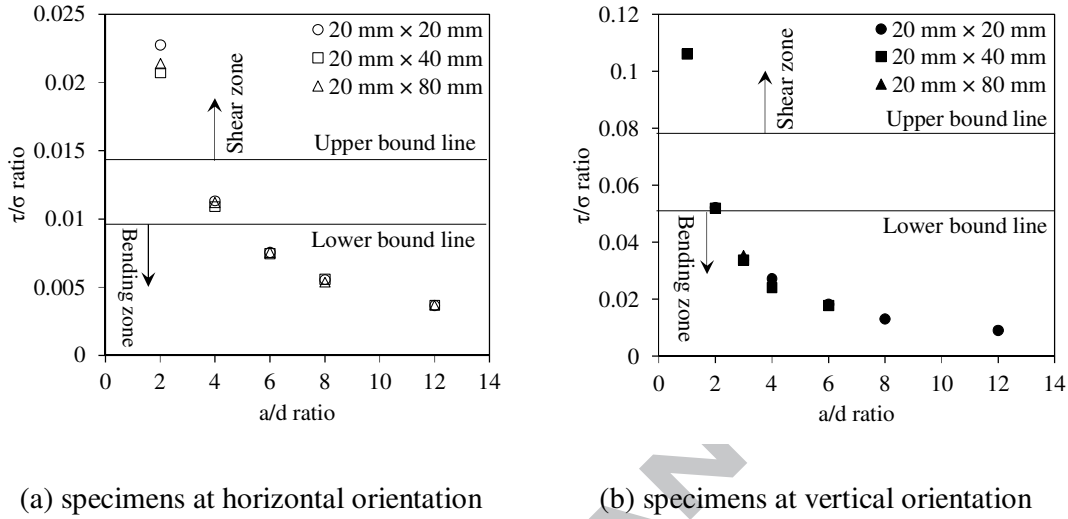 0.025
0.02
0.015
0.01
0.005
0
τ/σ ratio
20 mm × 20 mm
20 mm × 40 mm
20 mm × 80 mm
Shear zone
Upper bound line
Lower bound line
Bending zone
0 2 4 6 8 10 12 14
a/d ratio
(a) specimens at horizontal orientation
0.12
0.1
0.08
0.06
0.04
0.02
0
τ/σ ratio
20 mm × 20 mm
20 mm × 40 mm
20 mm × 80 mm
Shear zone
Upper bound line
Lower bound line
Bending zone
0 2 4 6 8 10 12 14
a/d ratio
(b) specimens at vertical orientation